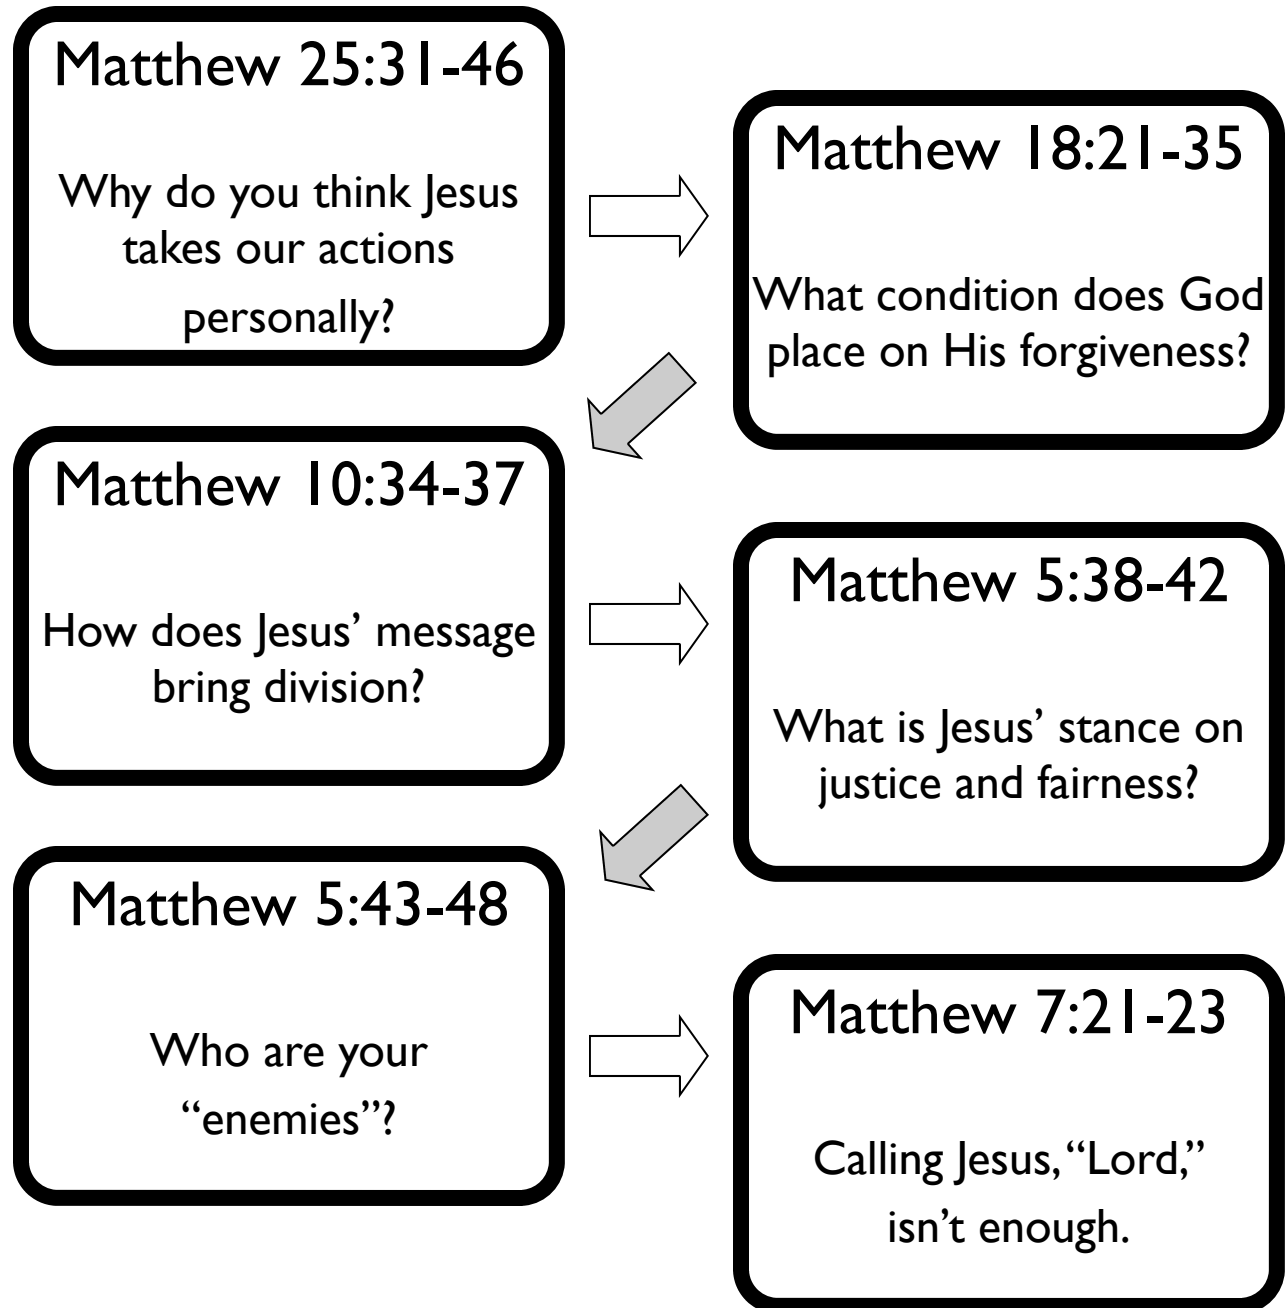 Matthew 25:31-46
Why do you think Jesus
takes our actions
personally?
Matthew 18:21-35
What condition does God
place on His forgiveness?
Matthew 10:34-37
How does Jesus’ message
bring division?
Matthew 5:38-42
What is Jesus’ stance on
justice and fairness?
Matthew 5:43-48
Who are your
“enemies”?
Matthew 7:21-23
Calling Jesus, “Lord,”
isn’t enough.